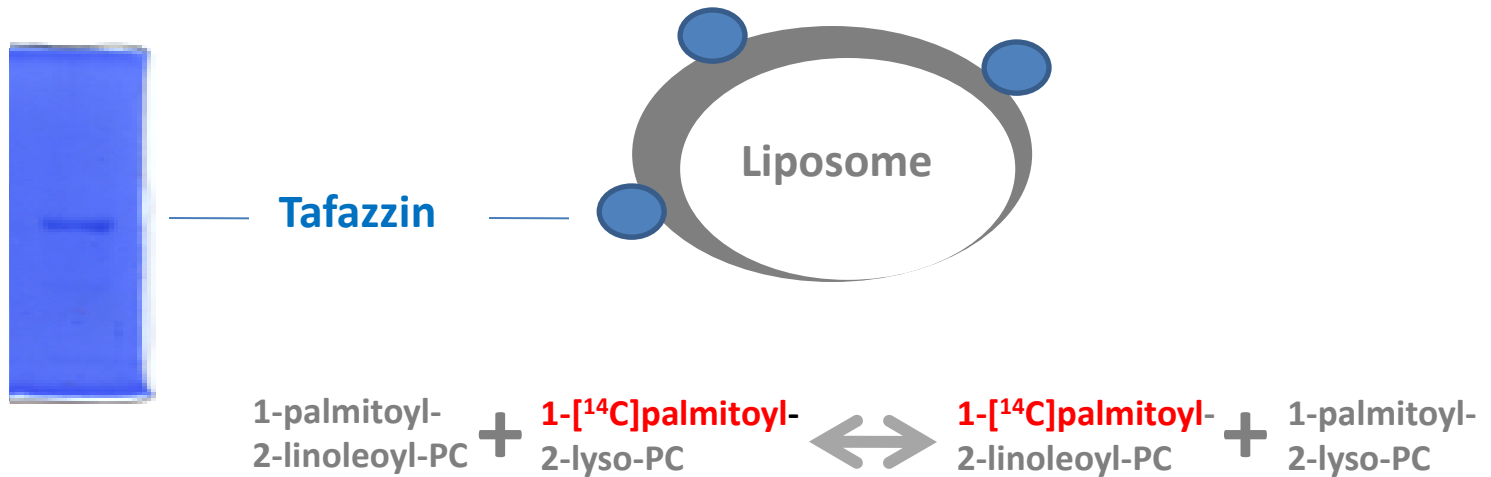 Liposome
Tafazzin
1-palmitoyl- + 1-[¹⁴C]palmitoyl- 1-[¹⁴C]palmitoyl- + 1-palmitoyl-
2-linoleoyl-PC 2-lyso-PC 2-linoleoyl-PC 2-lyso-PC